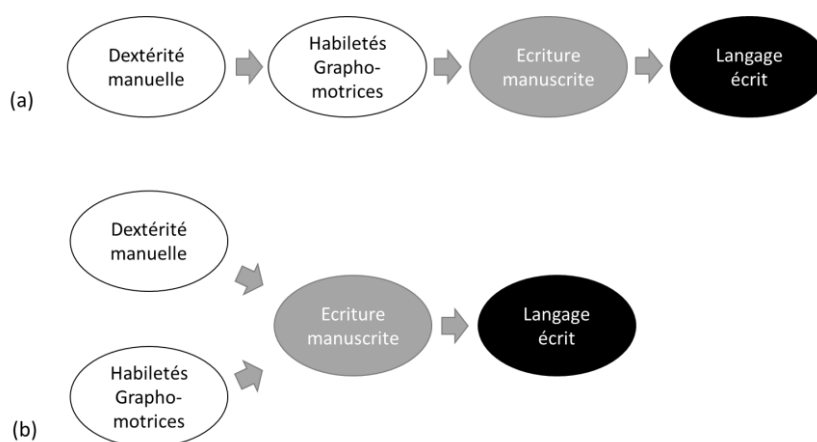 Dextérité
manuelle
Habiletés
Grapho-
motrices
Ecriture
manuscrite
Langage
écrit
(a)
Dextérité
manuelle
Ecriture
manuscrite
Langage
écrit
Habiletés
Grapho-
motrices
(b)